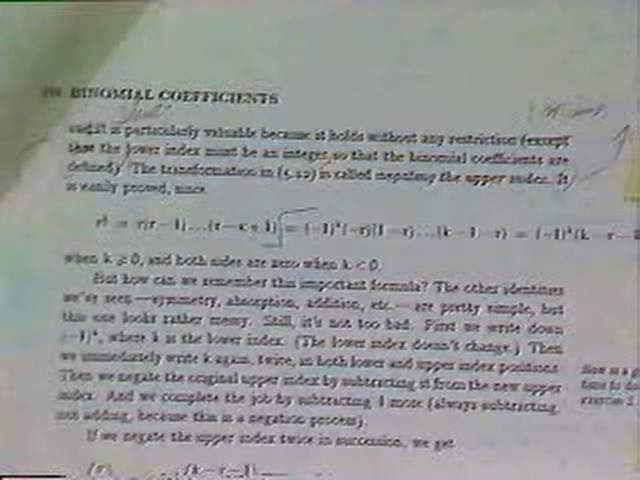 BINOMIAL COEFFICIENTS
and it is particularly valuable because it holds without any restriction (except
that the lower index must be an integer so that the binomial coefficients are
defined). The transformation in (5.12) is called negating the upper index. It
is easily proved, since
= r(r−1)...(r−k+1) = (−1)^k(−r)(1−r)...(k−1−r) = (−1)^k(k−r−
when k ≥ 0, and both sides are zero when k < 0.
But how can we remember this important formula? The other identities
we've seen—symmetry, absorption, addition, etc.—are pretty simple, but
this one looks rather messy. Still, it's not too bad. First we write down
(−1)^k, where k is the lower index. (The lower index doesn't change.) Then
we immediately write k again, twice, in both lower and upper index positions.
Then we negate the original upper index by subtracting it from the new upper
index. And we complete the job by subtracting 1 more (always subtracting,
not adding, because this is a negation process).
If we negate the upper index twice in succession, we get